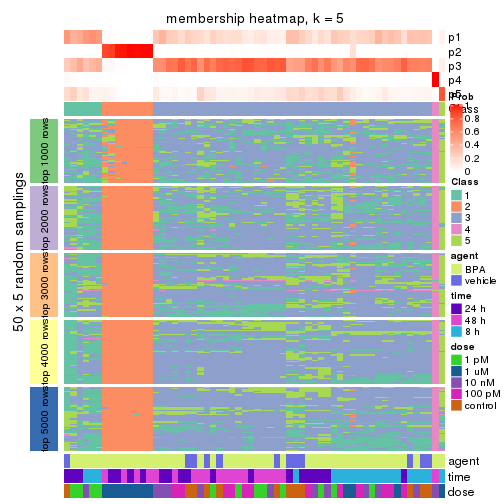 membership heatmap, k = 5
p1
p2
p3
p4
p5
Prob
1
0.8
0.6
0.4
0.2
0
Class
Class
1
2
3
4
5
agent
BPA
vehicle
time
24 h
48 h
8 h
dose
1 pM
1 uM
10 nM
100 pM
control
50 x 5 random samplings
top 1000 rows
top 2000 rows
top 3000 rows
top 4000 rows
top 5000 rows
agent
time
dose